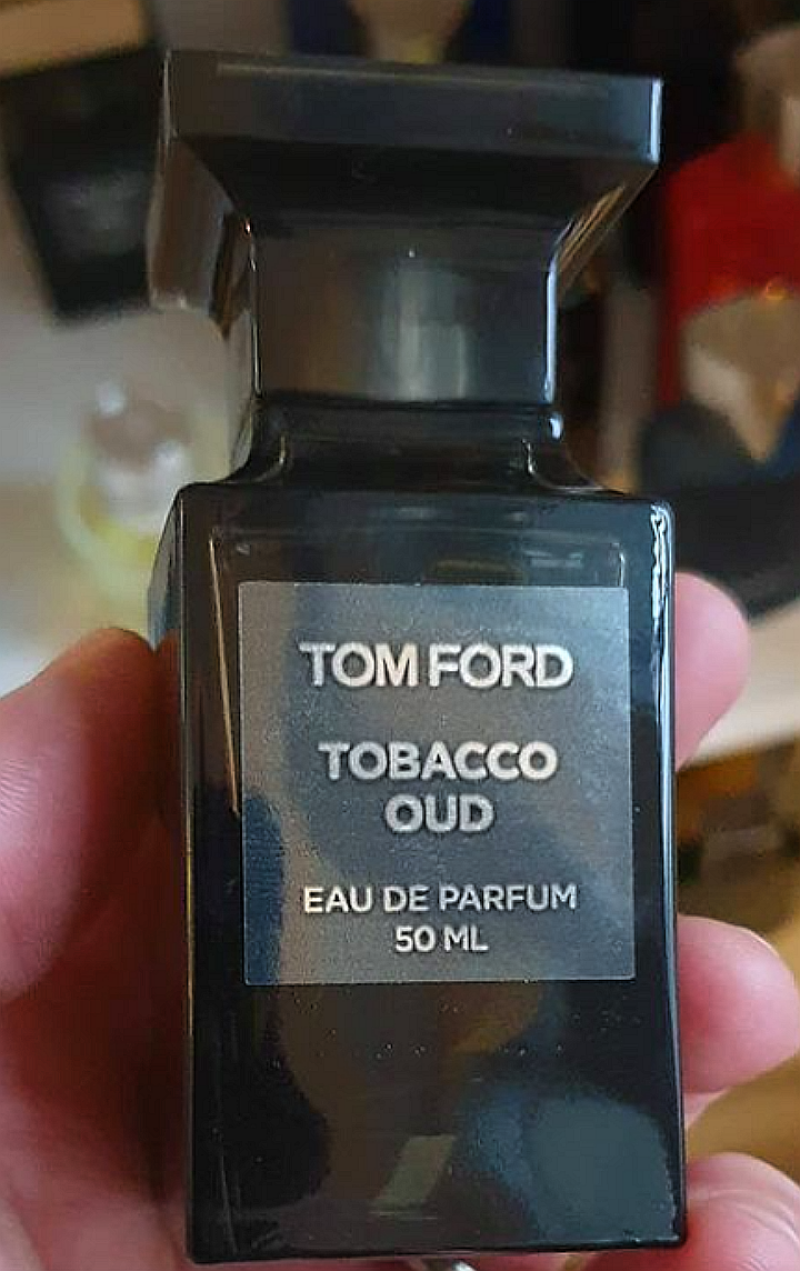 TOM FORD
TOBACCO
OUD
EAU DE PARFUM
50 ML